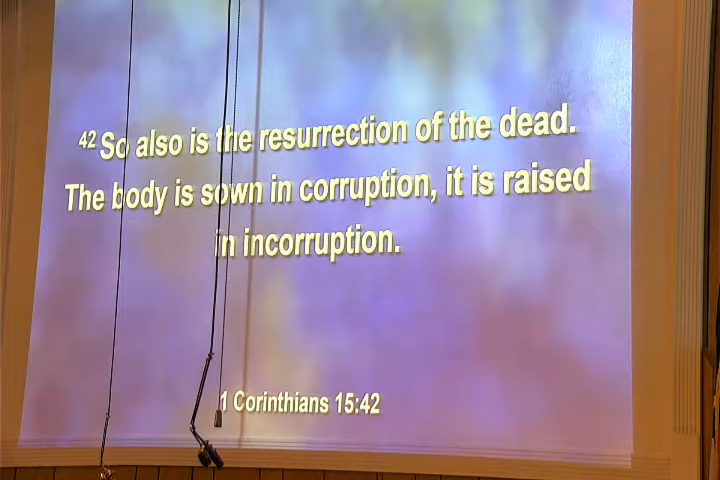 42 So also is the resurrection of the dead.
The body is sown in corruption, it is raised
in incorruption.
1 Corinthians 15:42